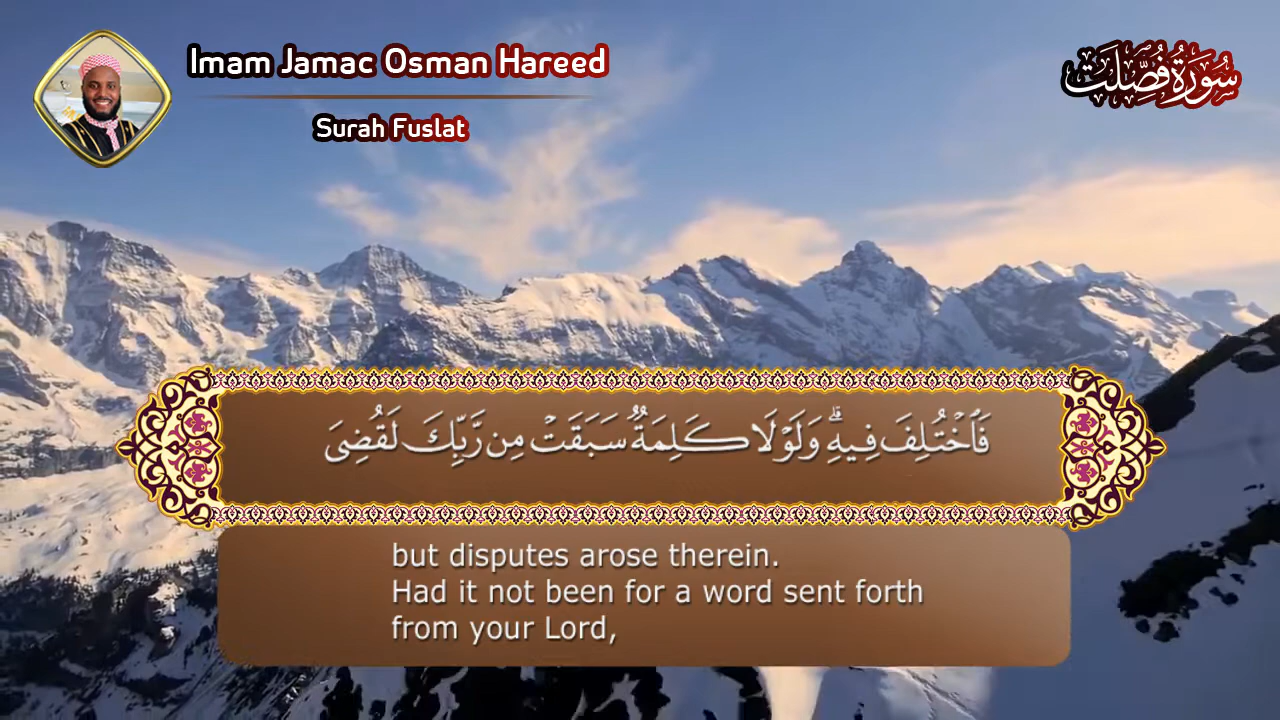 Imam Jamac Osman Hareed
Surah Fuslat
سُورَةُ فُصِّلَتْ
فَٱخْتُلِفَ فِيهِۗ وَلَوْلَا كَلِمَةٌ سَبَقَتْ مِن رَّبِّكَ لَقُضِىَ
but disputes arose therein.
Had it not been for a word sent forth
from your Lord,